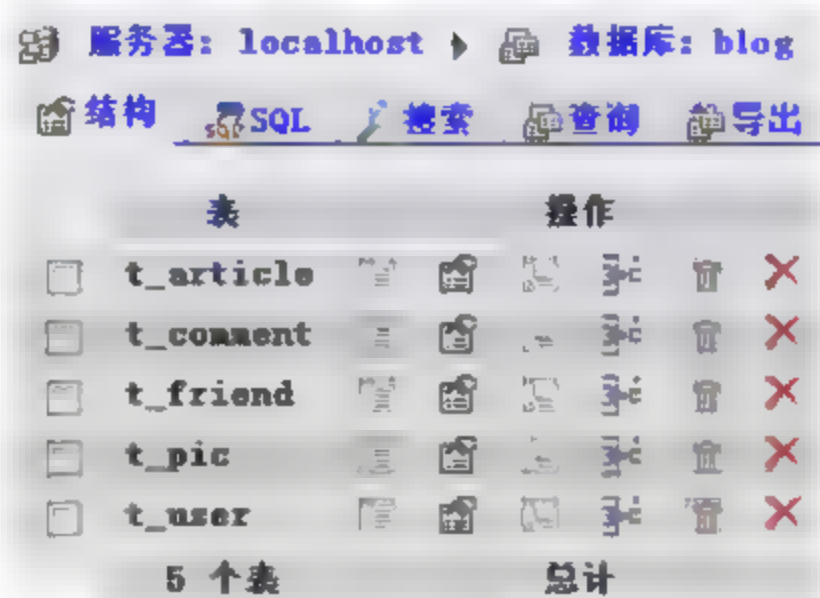 服务器: localhost ▶ 数据库: blog
结构 SQL 搜索 查询 导出
表 操作
t_article
t_comment
t_friend
t_pic
t_user
5 个表 总计